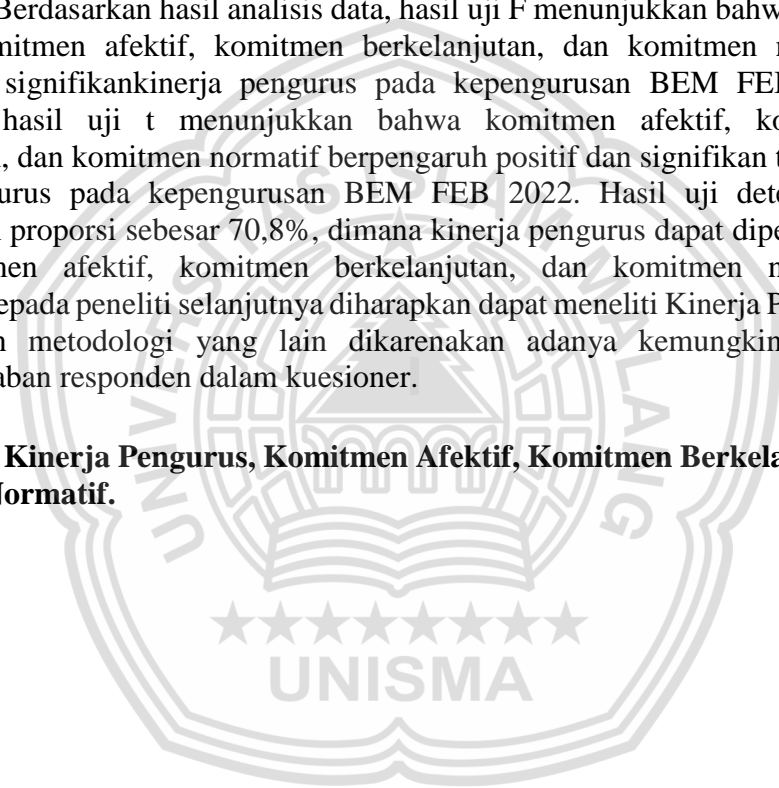 Berdasarkan hasil analisis data, hasil uji F menunjukkan bahw
mitmen afektif, komitmen berkelanjutan, dan komitmen
signifikankinerja pengurus pada kepengurusan BEM FE
hasil uji t menunjukkan bahwa komitmen afektif, ko
, dan komitmen normatif berpengaruh positif dan signifikan t
urus pada kepengurusan BEM FEB 2022. Hasil uji det
proporsi sebesar 70,8%, dimana kinerja pengurus dapat dipe
men afektif, komitmen berkelanjutan, dan komitmen
epada peneliti selanjutnya diharapkan dapat meneliti Kinerja P
metodologi yang lain dikarenakan adanya kemungkin
aban responden dalam kuesioner.
Kinerja Pengurus, Komitmen Afektif, Komitmen Berkela
Normatif.
UNIVERSITAS ISLAM MALANG
UNISMA